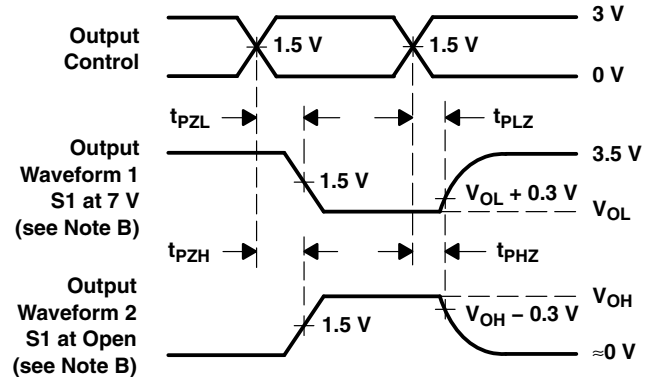 Output
Control
1.5 V
1.5 V
3 V
0 V
tPZL
tPLZ
Output
Waveform 1
S1 at 7 V
(see Note B)
1.5 V
3.5 V
VOL + 0.3 V
VOL
tPZH
tPHZ
Output
Waveform 2
S1 at Open
(see Note B)
1.5 V
VOH
VOH − 0.3 V
≈0 V